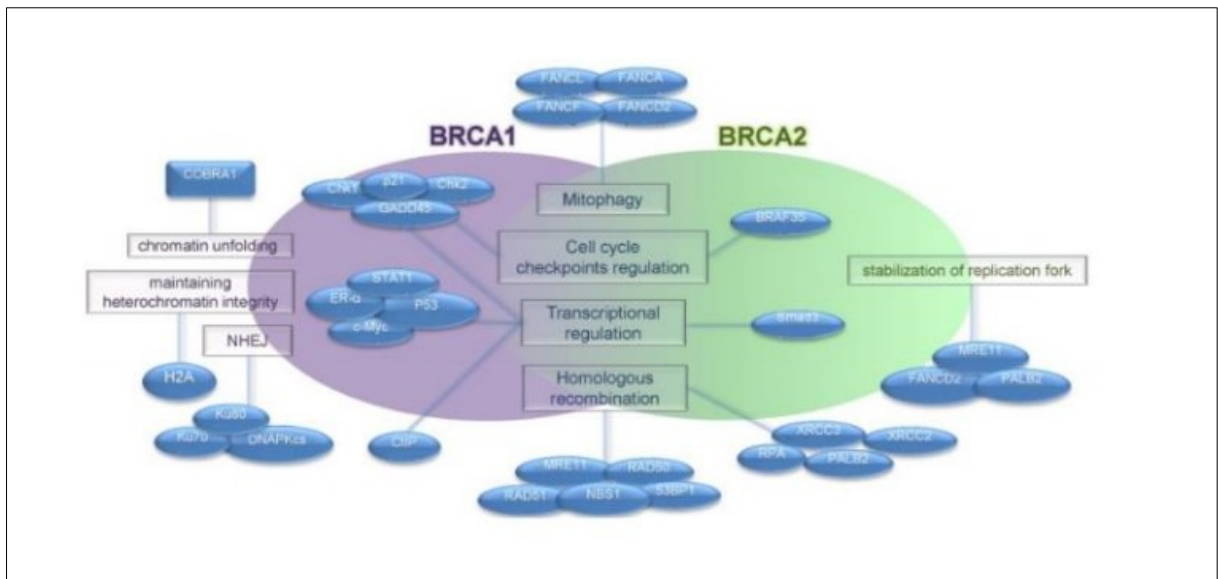 FANCL FANCA
FANCF FANCD2
BRCA1 BRCA2
COBRA1
Chk1 p21 Chk2
GADD45
Mitophagy
BRAF35
chromatin unfolding
Cell cycle
checkpoints regulation
stabilization of replication fork
maintaining
heterochromatin integrity
STAT1
ER-α P53
c-Myc
Transcriptional
regulation
Smad3
NHEJ
MRE11
FANCD2 PALB2
H2A
Homologous
recombination
Ku80
Ku70 DNAPKcs
CtIP
XRCC3 XRCC2
RPA PALB2
MRE11 RAD50
RAD51 NBS1 53BP1